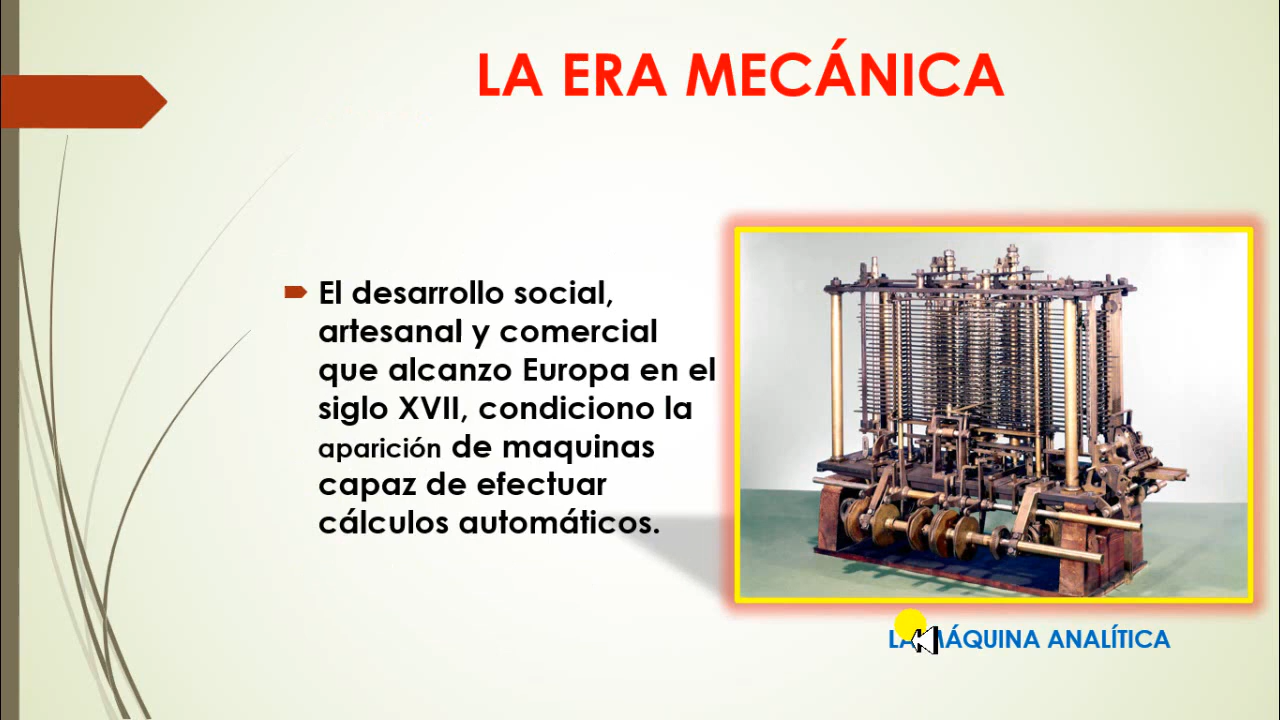 LA ERA MECÁNICA
El desarrollo social,
artesanal y comercial
que alcanzo Europa en el
siglo XVII, condiciono la
aparición de maquinas
capaz de efectuar
cálculos automáticos.
LA MÁQUINA ANALÍTICA